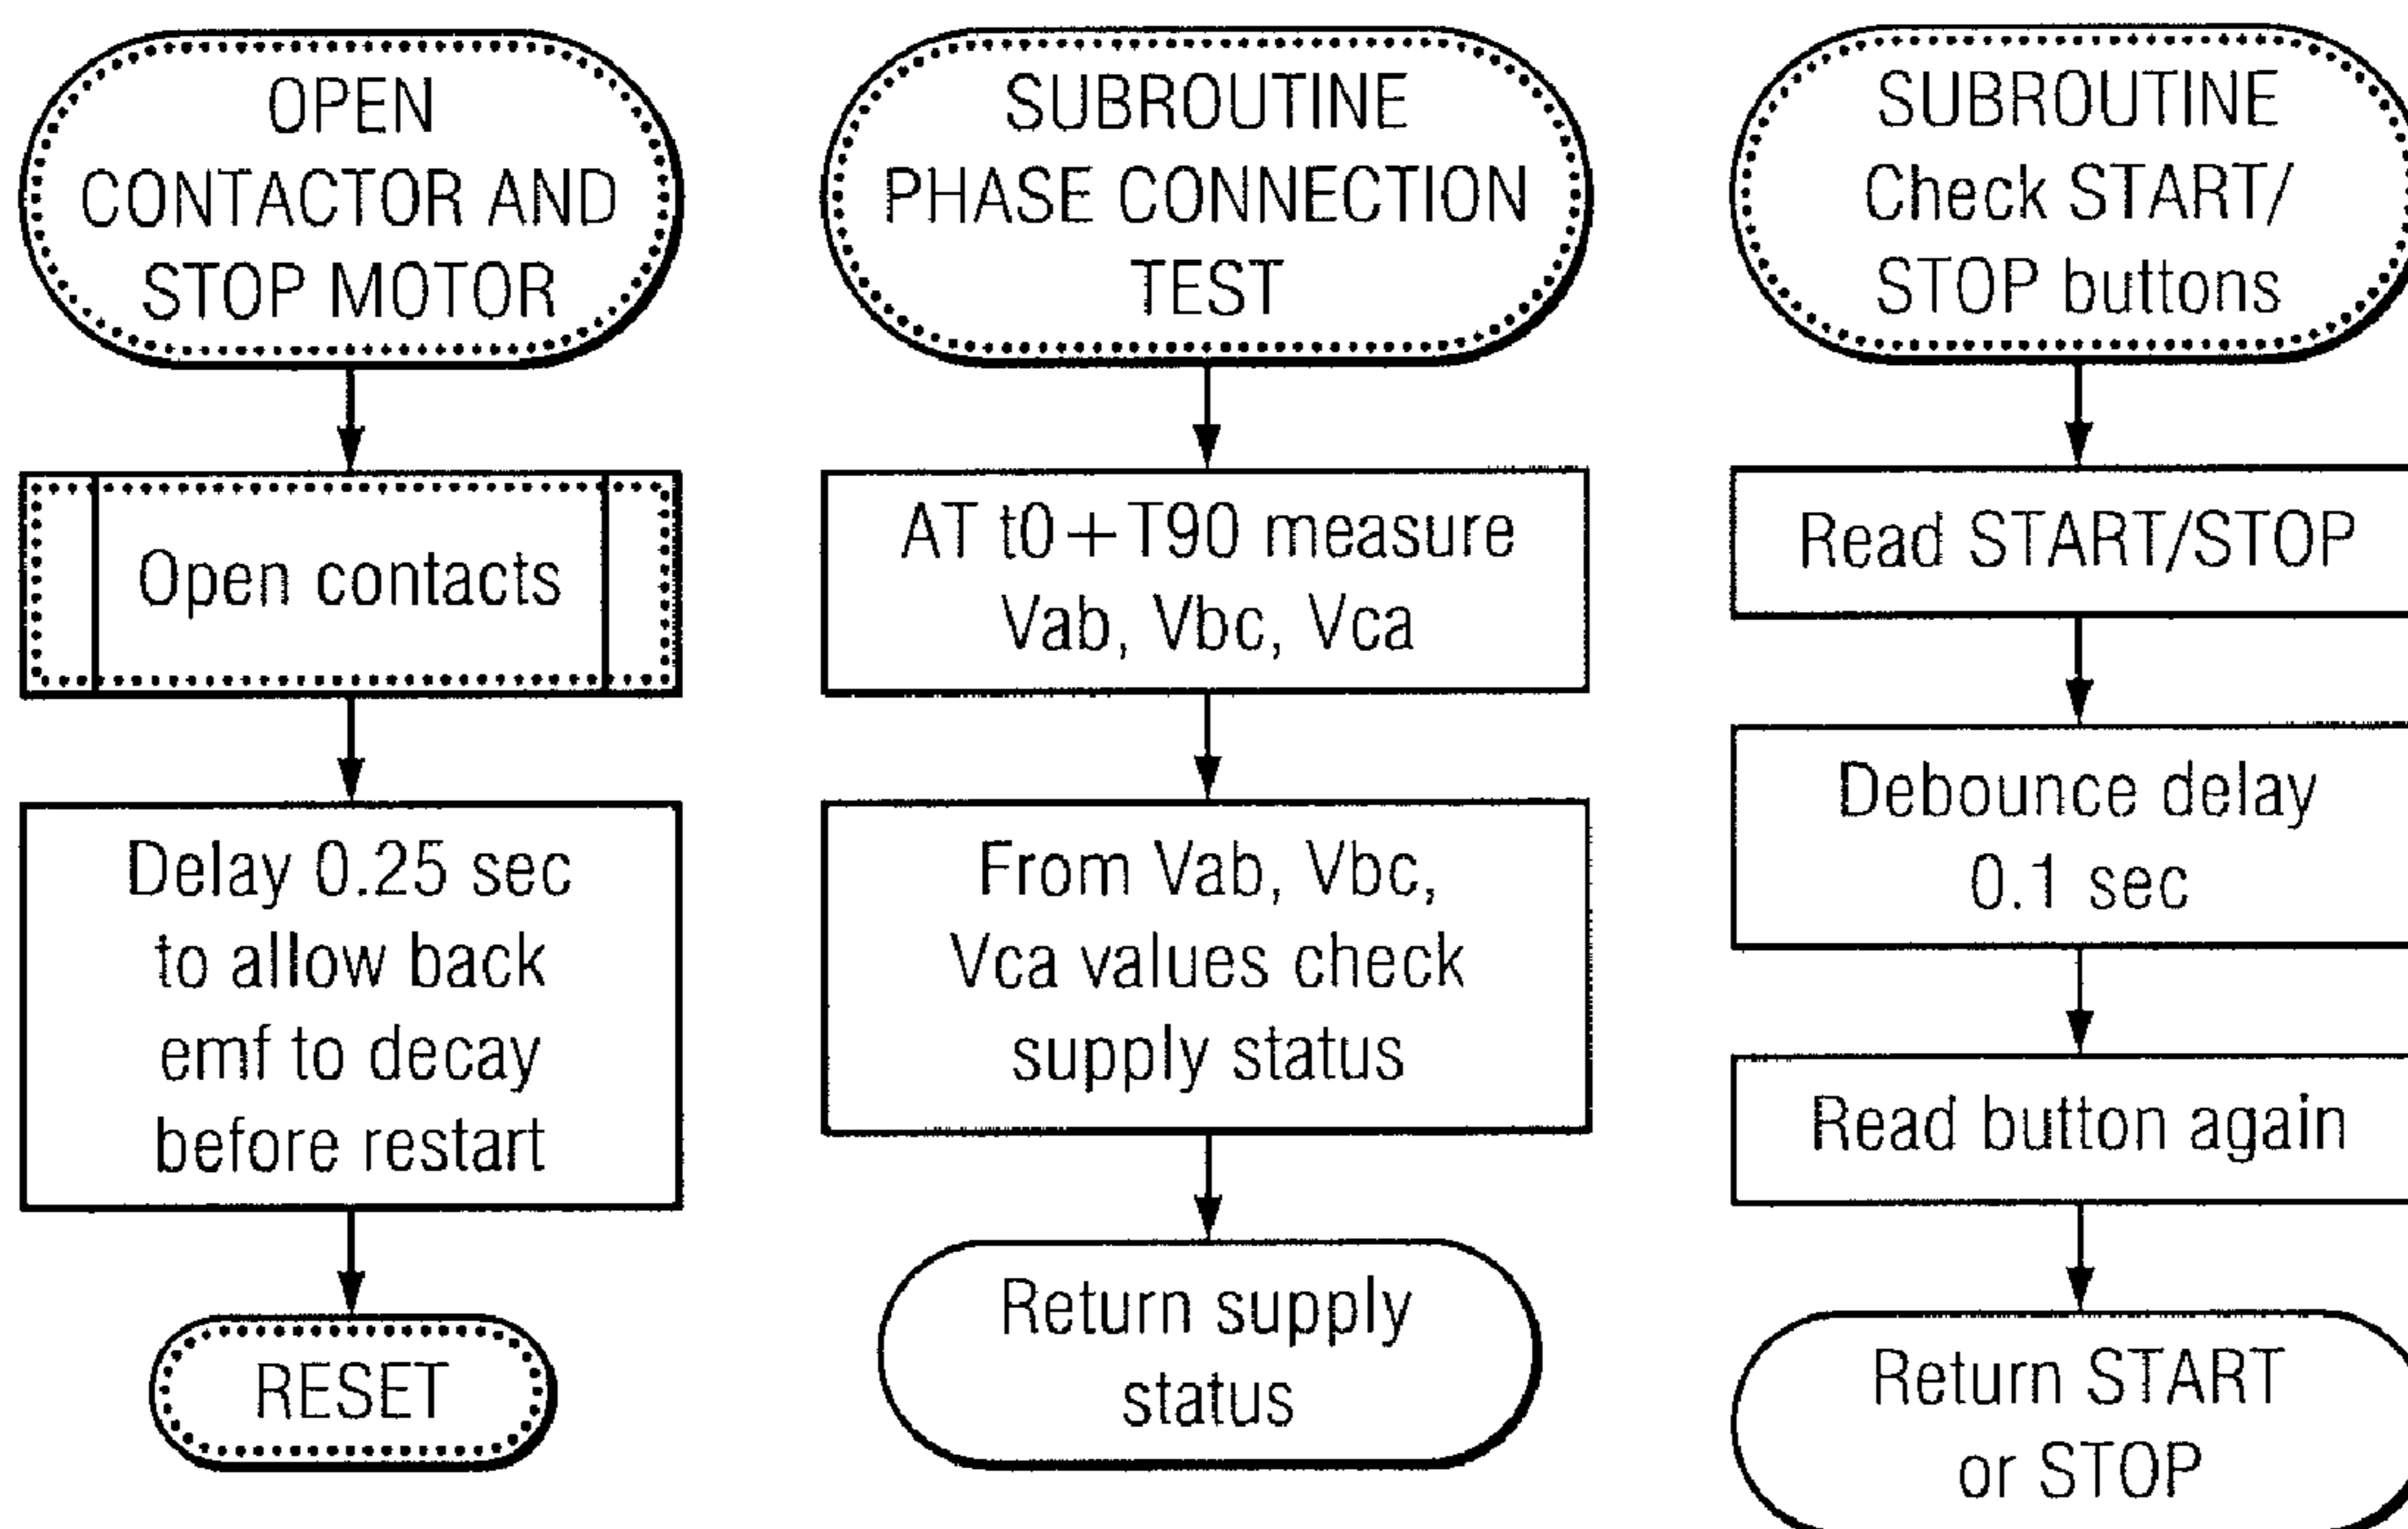 OPEN
CONTACTOR AND
STOP MOTOR
Open contacts
Delay 0.25 sec
to allow back
emf to decay
before restart
RESET
SUBROUTINE
PHASE CONNECTION
TEST
AT t0+T90 measure
Vab, Vbc, Vca
From Vab, Vbc,
Vca values check
supply status
Return supply
status
SUBROUTINE
Check START/
STOP buttons
Read START/STOP
Debounce delay
0.1 sec
Read button again
Return START
or STOP